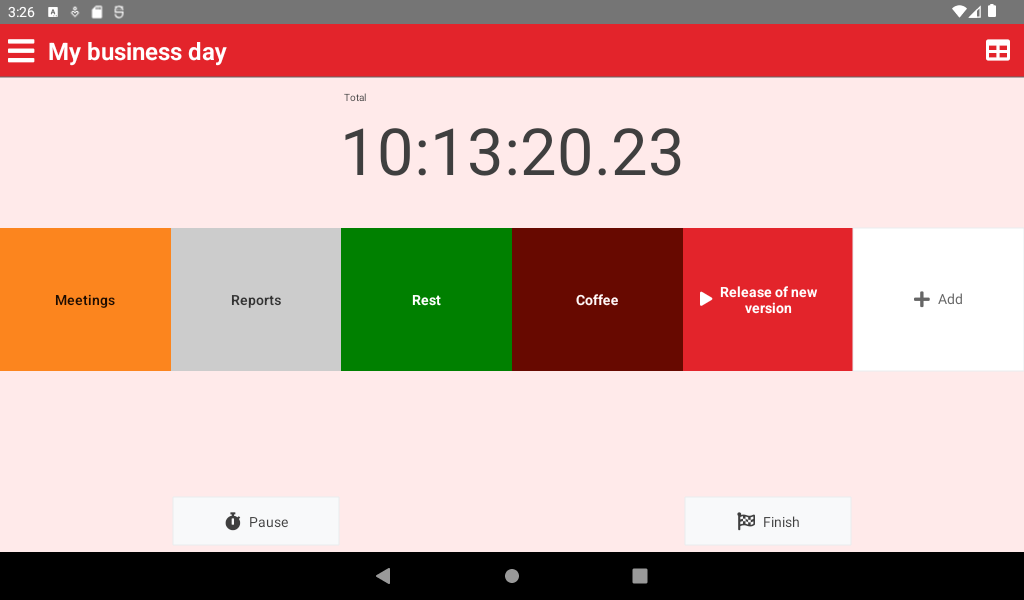 3:26
My business day
Total
10:13:20.23
Meetings
Reports
Rest
Coffee
Release of new
version
Add
Pause
Finish